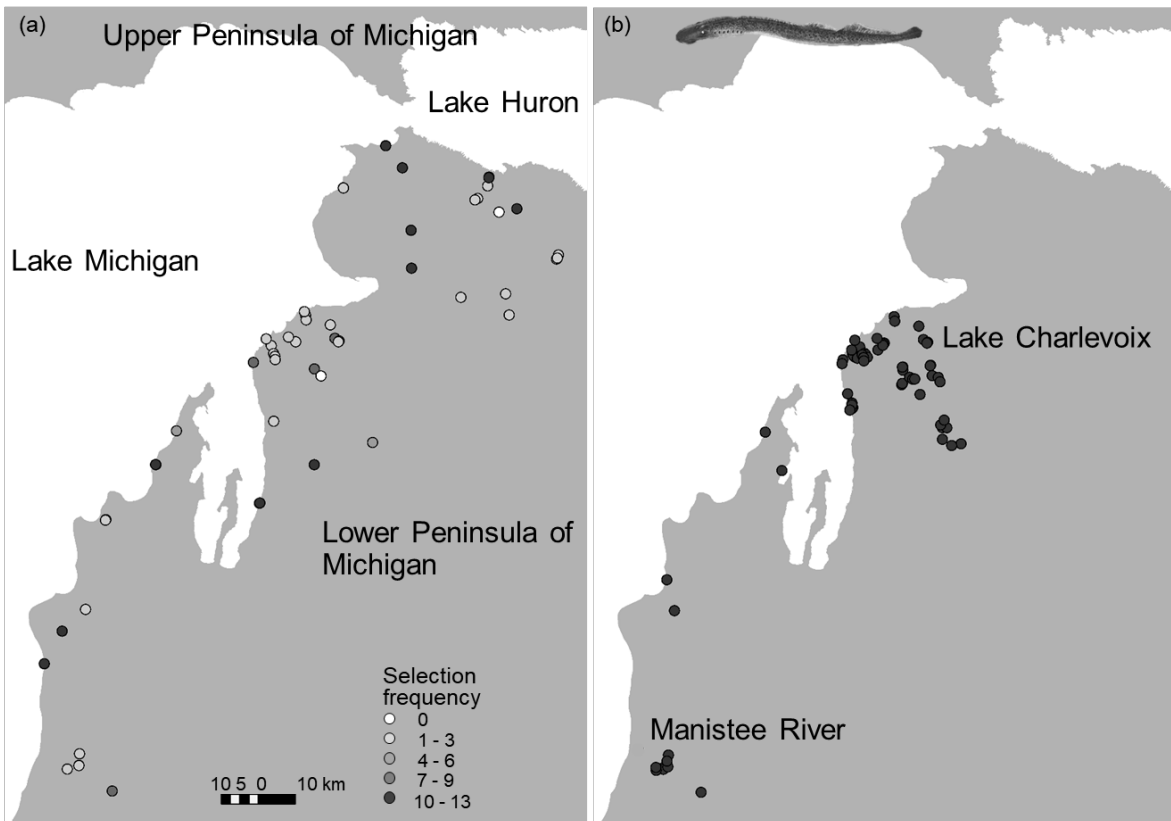 (a)
Upper Peninsula of Michigan
Lake Huron
Lake Michigan
Lower Peninsula of
Michigan
Selection
frequency
0
1 - 3
4 - 6
7 - 9
10 - 13
10 5 0 10 km
(b)
Lake Charlevoix
Manistee River